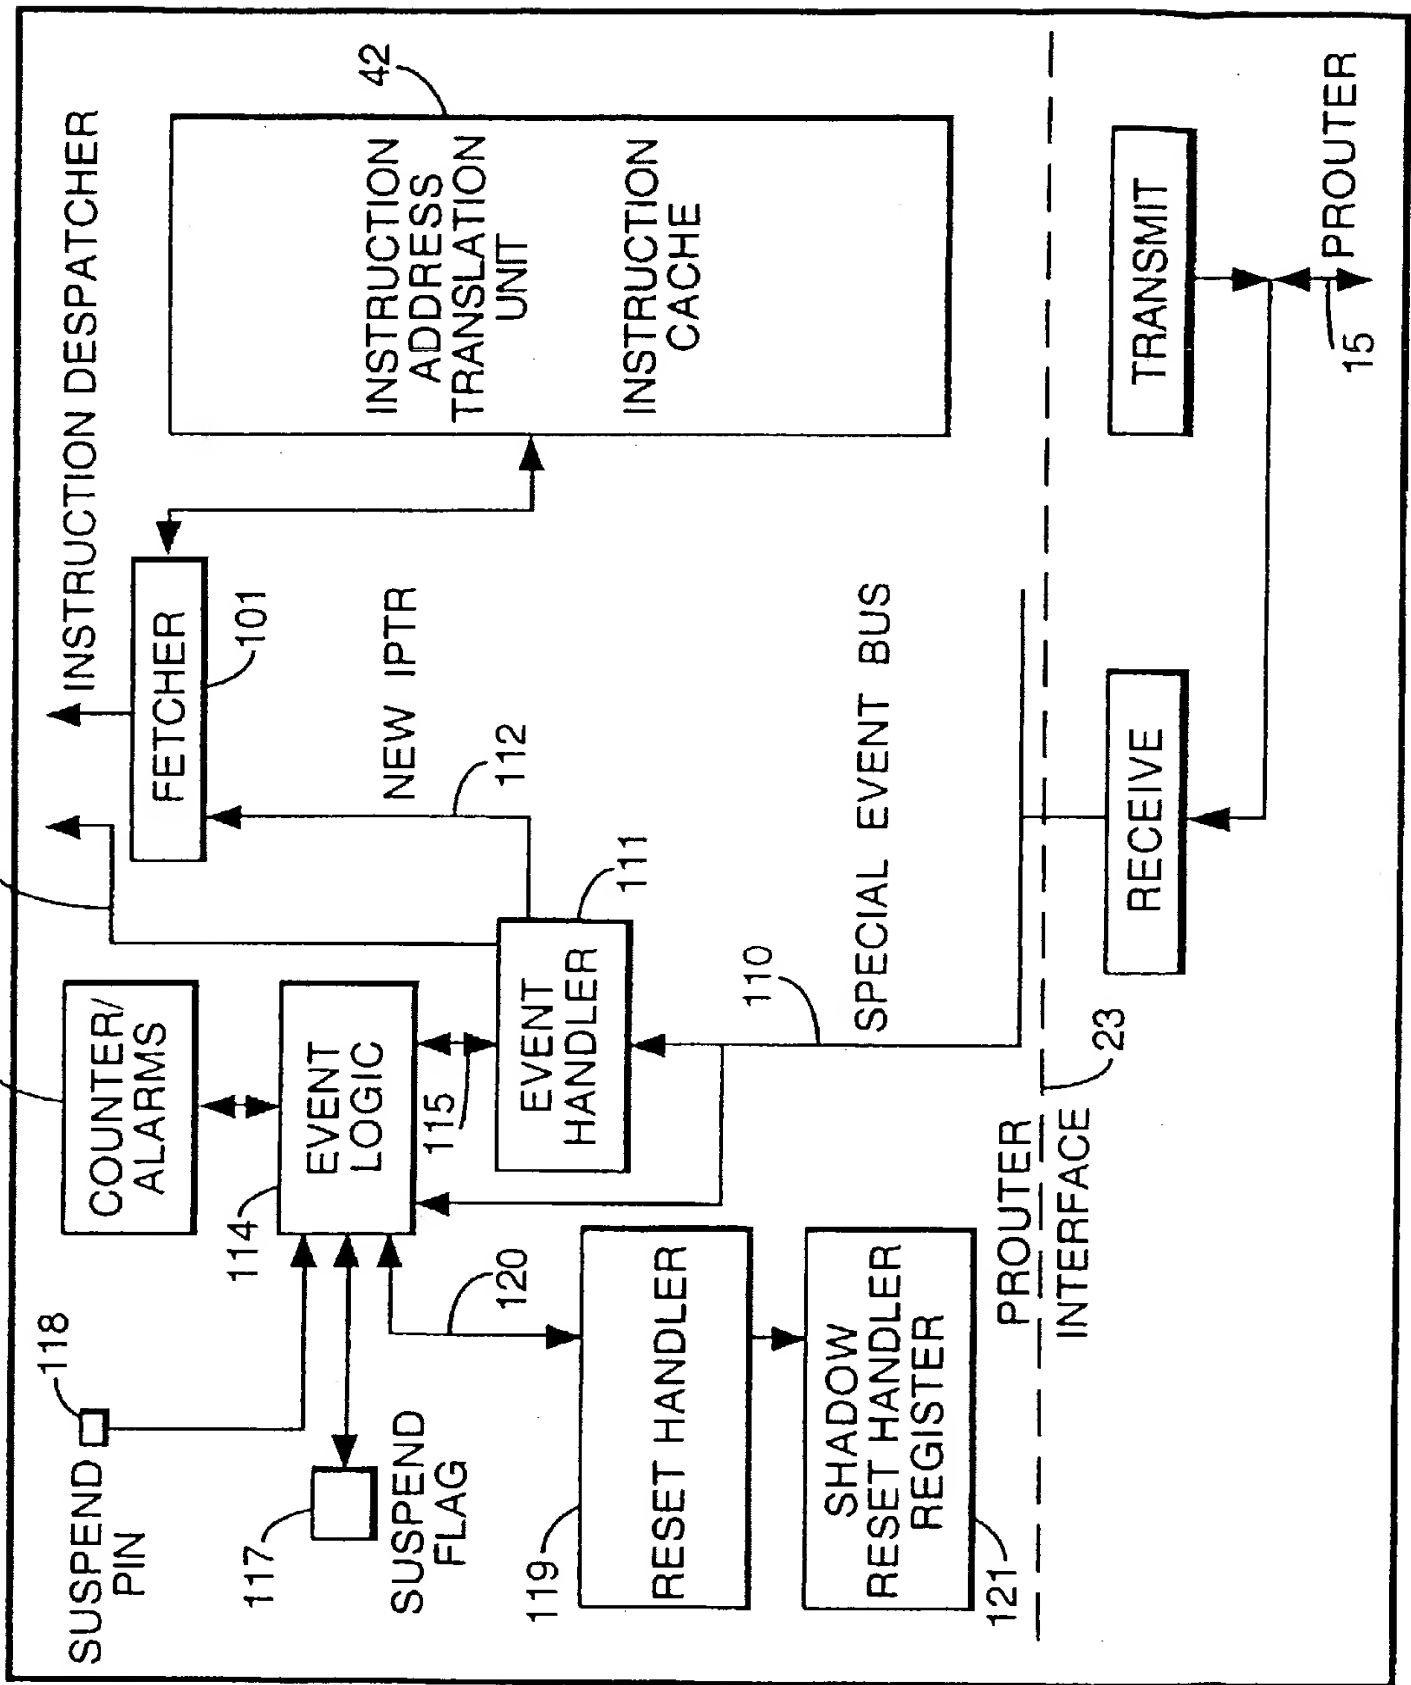 SUSPEND
PIN
118
117
SUSPEND
FLAG
COUNTER/
ALARMS
114
EVENT
LOGIC
115
120
119
RESET HANDLER
SHADOW
RESET HANDLER
REGISTER
121
EVENT
HANDLER
111
110
SPECIAL EVENT BUS
INSTRUCTION DESPATCHER
FETCHER
101
112
NEW IPTR
42
INSTRUCTION
ADDRESS
TRANSLATION
UNIT
INSTRUCTION
CACHE
PROUTER
INTERFACE
23
RECEIVE
TRANSMIT
15
PROUTER